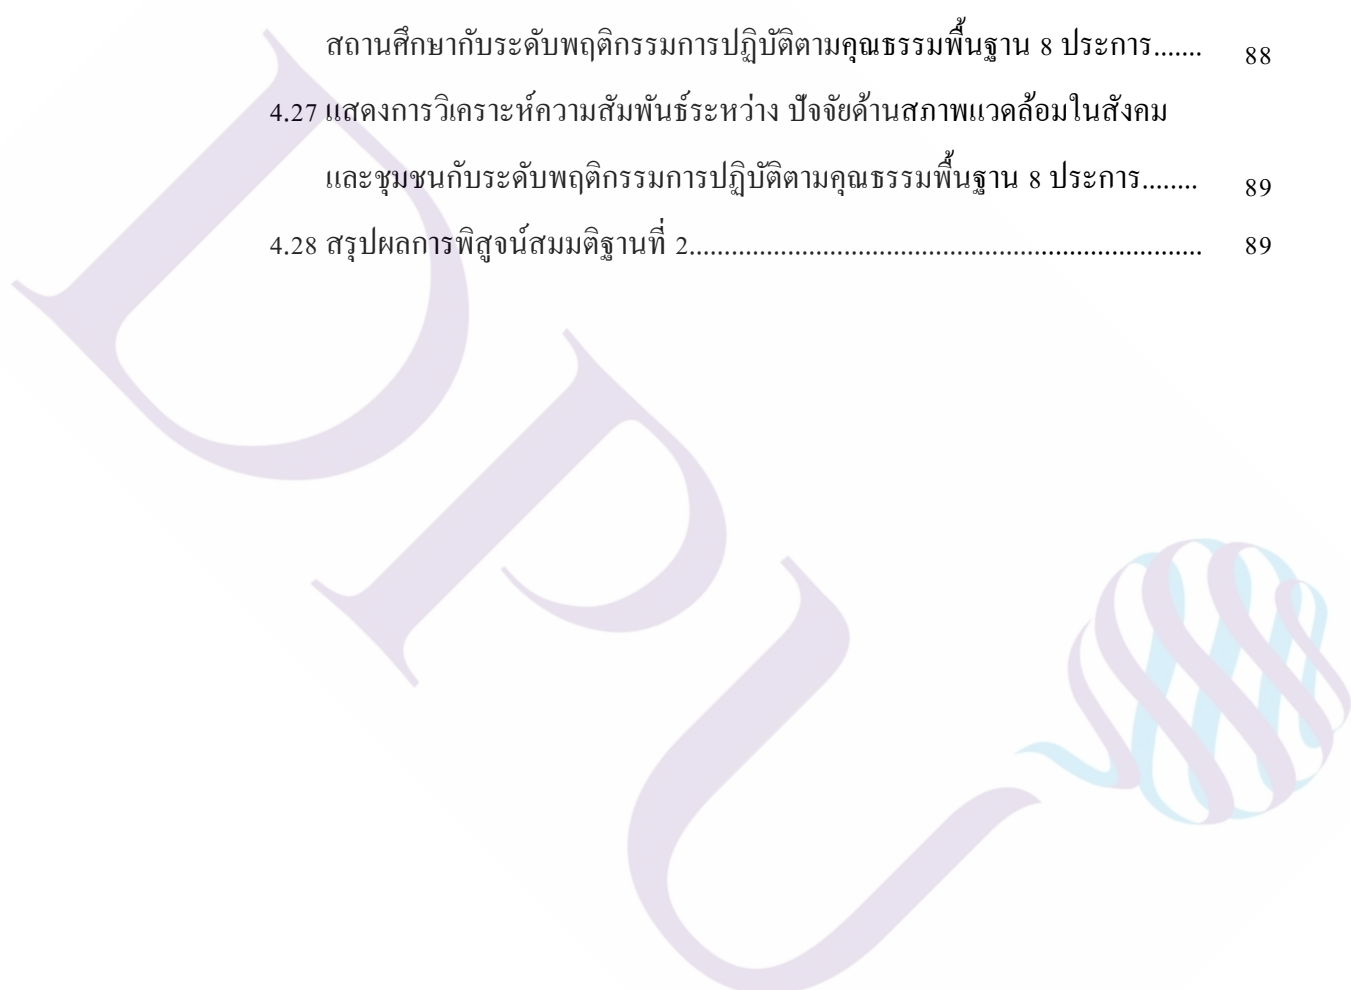 สถานศึกษากับระดับพฤติกรรมการปฏิบัติตามคุณธรรมพื้นฐาน 8 ประการ....... 88
4.27 แสดงการวิเคราะห์ความสัมพันธ์ระหว่าง ปัจจัยด้านสภาพแวดล้อมในสังคม
และชุมชนกับระดับพฤติกรรมการปฏิบัติตามคุณธรรมพื้นฐาน 8 ประการ........ 89
4.28 สรุปผลการพิสูจน์สมมติฐานที่ 2.................................................................................. 89
DPU